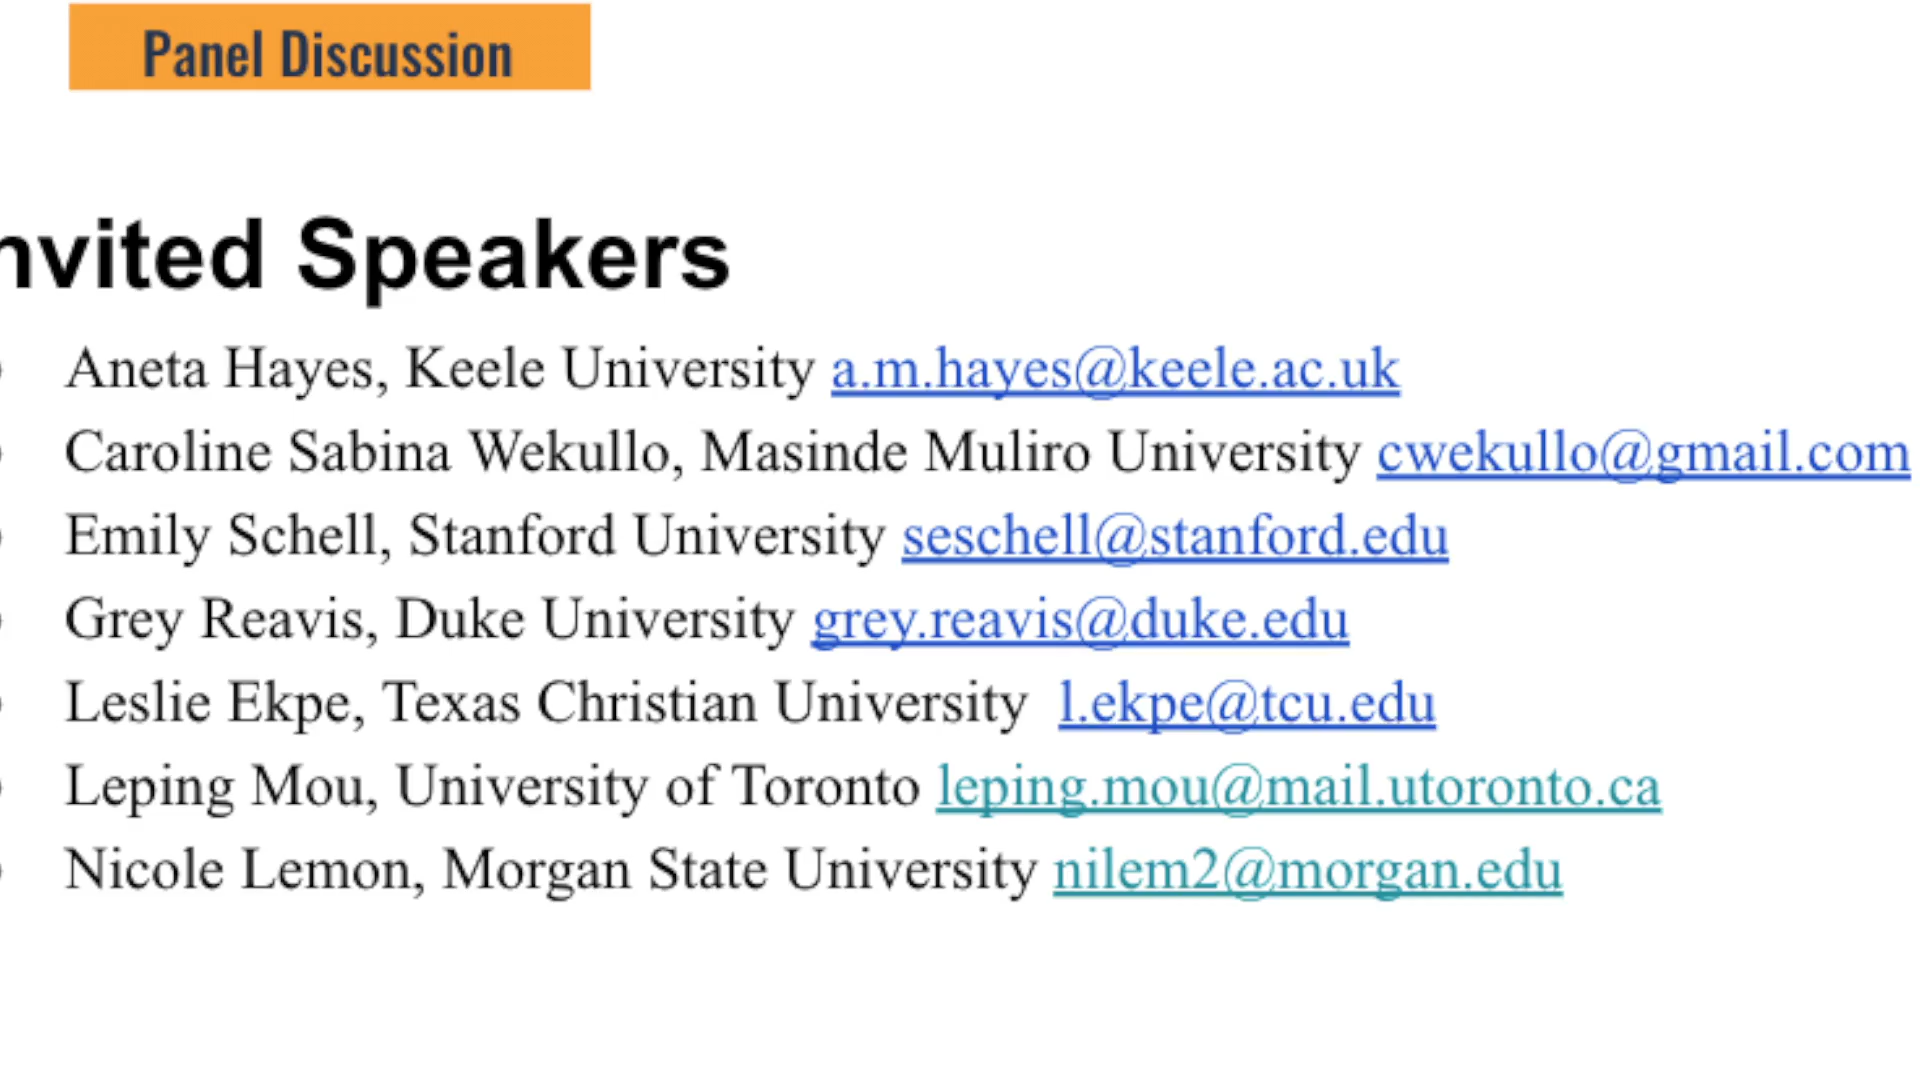 Panel Discussion
nvited Speakers
Aneta Hayes, Keele University a.m.hayes@keele.ac.uk
Caroline Sabina Wekullo, Masinde Muliro University cwekullo@gmail.com
Emily Schell, Stanford University seschell@stanford.edu
Grey Reavis, Duke University grey.reavis@duke.edu
Leslie Ekpe, Texas Christian University l.ekpe@tcu.edu
Leping Mou, University of Toronto leping.mou@mail.utoronto.ca
Nicole Lemon, Morgan State University nilem2@morgan.edu